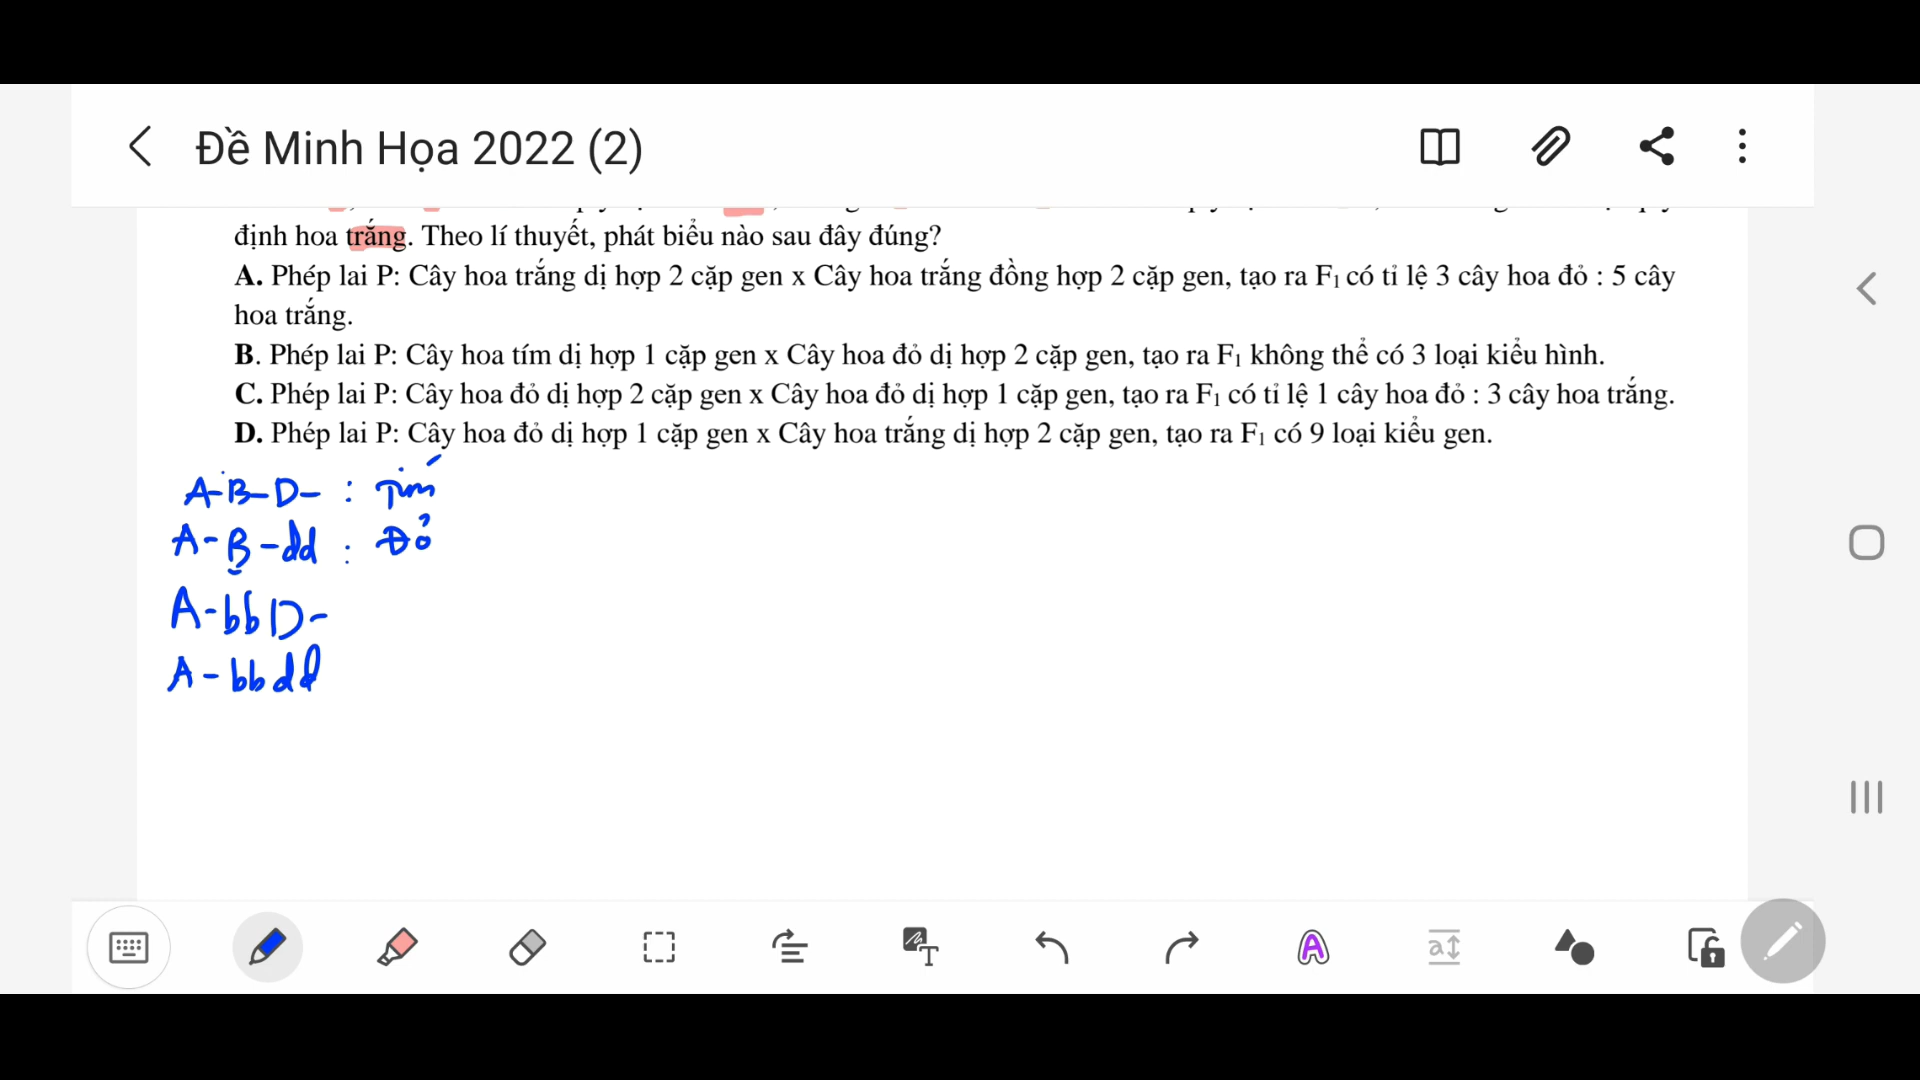 Đề Minh Họa 2022 (2)
định hoa trắng. Theo lí thuyết, phát biểu nào sau đây đúng?
A. Phép lai P: Cây hoa trắng dị hợp 2 cặp gen x Cây hoa trắng đồng hợp 2 cặp gen, tạo ra F₁ có tỉ lệ 3 cây hoa đỏ : 5 cây
hoa trắng.
B. Phép lai P: Cây hoa tím dị hợp 1 cặp gen x Cây hoa đỏ dị hợp 2 cặp gen, tạo ra F₁ không thể có 3 loại kiểu hình.
C. Phép lai P: Cây hoa đỏ dị hợp 2 cặp gen x Cây hoa đỏ dị hợp 1 cặp gen, tạo ra F₁ có tỉ lệ 1 cây hoa đỏ : 3 cây hoa trắng.
D. Phép lai P: Cây hoa đỏ dị hợp 1 cặp gen x Cây hoa trắng dị hợp 2 cặp gen, tạo ra F₁ có 9 loại kiểu gen.
A-B-D- : Tím
A-B-dd : Đỏ
A-bbD-
A-bbdd